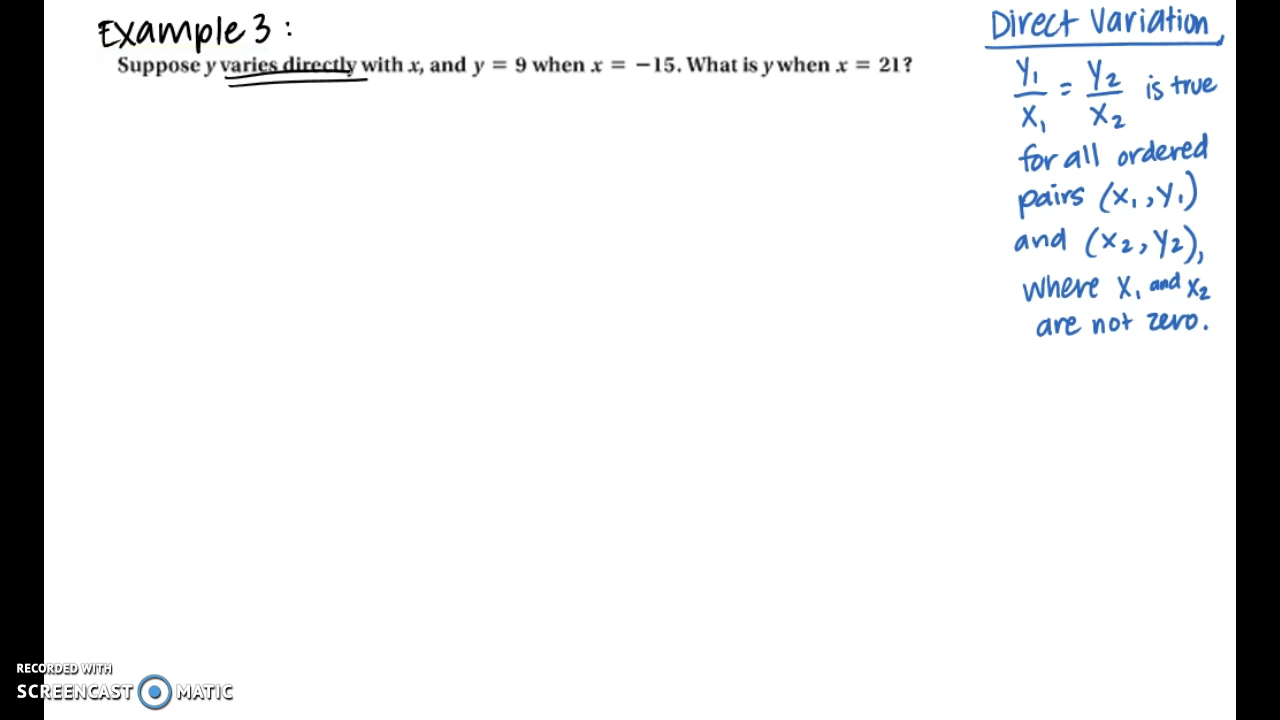 Example 3 :
Suppose y varies directly with x, and y = 9 when x = −15. What is y when x = 21?
Direct Variation
y₁/x₁ = y₂/x₂ is true
for all ordered
pairs (x₁, y₁)
and (x₂, y₂),
where x₁ and x₂
are not zero.
RECORDED WITH
SCREENCAST MATIC